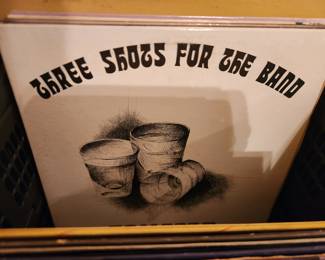 THREE SHOTS FOR THE BAND